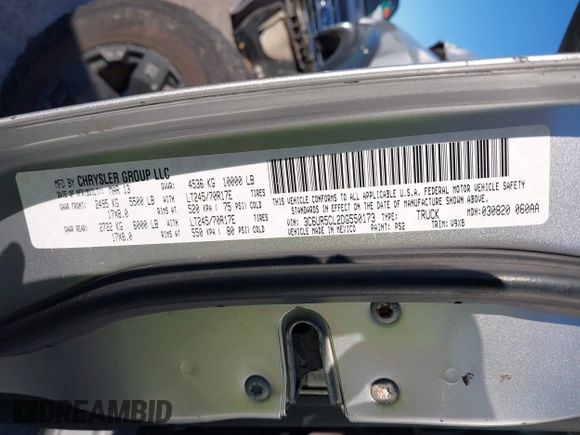 MFD BY CHRYSLER GROUP LLC
DATE OF MFR MAR 13 GVWR: 4536 KG 10000 LB
GAWR FRONT: 2495 KG 5500 LB TIRES LT245/70R17E
17X8.0 RIMS AT 520 KPA ( 75 PSI) COLD
GAWR REAR: 2722 KG 6000 LB TIRES LT245/70R17E
17X8.0 RIMS AT 550 KPA ( 80 PSI) COLD
THIS VEHICLE CONFORMS TO ALL APPLICABLE U.S.A. FEDERAL MOTOR VEHICLE SAFETY
STANDARDS IN EFFECT ON THE DATE OF MANUFACTURE SHOWN ABOVE.
VIN: 3C6UR5CL2DG550173 TYPE: TRUCK MDH: 030820 060AA
VEHICLE MADE IN MEXICO PAINT: PS2 TRIM: V9X8
DREAMBID